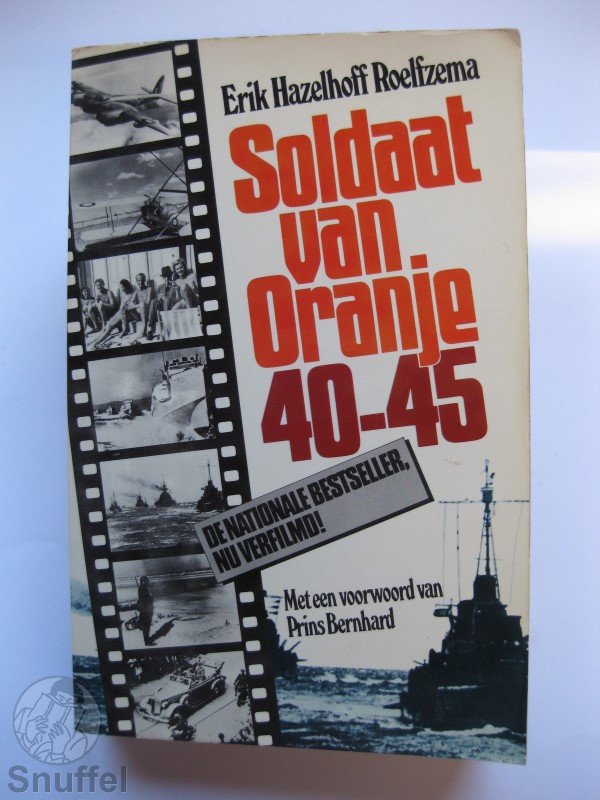 Erik Hazelhoff Roelfzema
Soldaat
van
Oranje
40-45
DE NATIONALE BESTSELLER,
NU VERFILMD!
Met een voorwoord van
Prins Bernhard
Snuffel